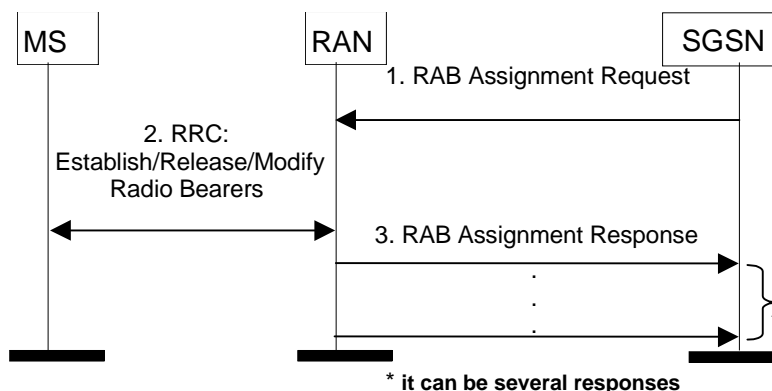 MS
RAN
SGSN
1. RAB Assignment Request
2. RRC:
Establish/Release/Modify
Radio Bearers
3. RAB Assignment Response
.
.
.
* it can be several responses